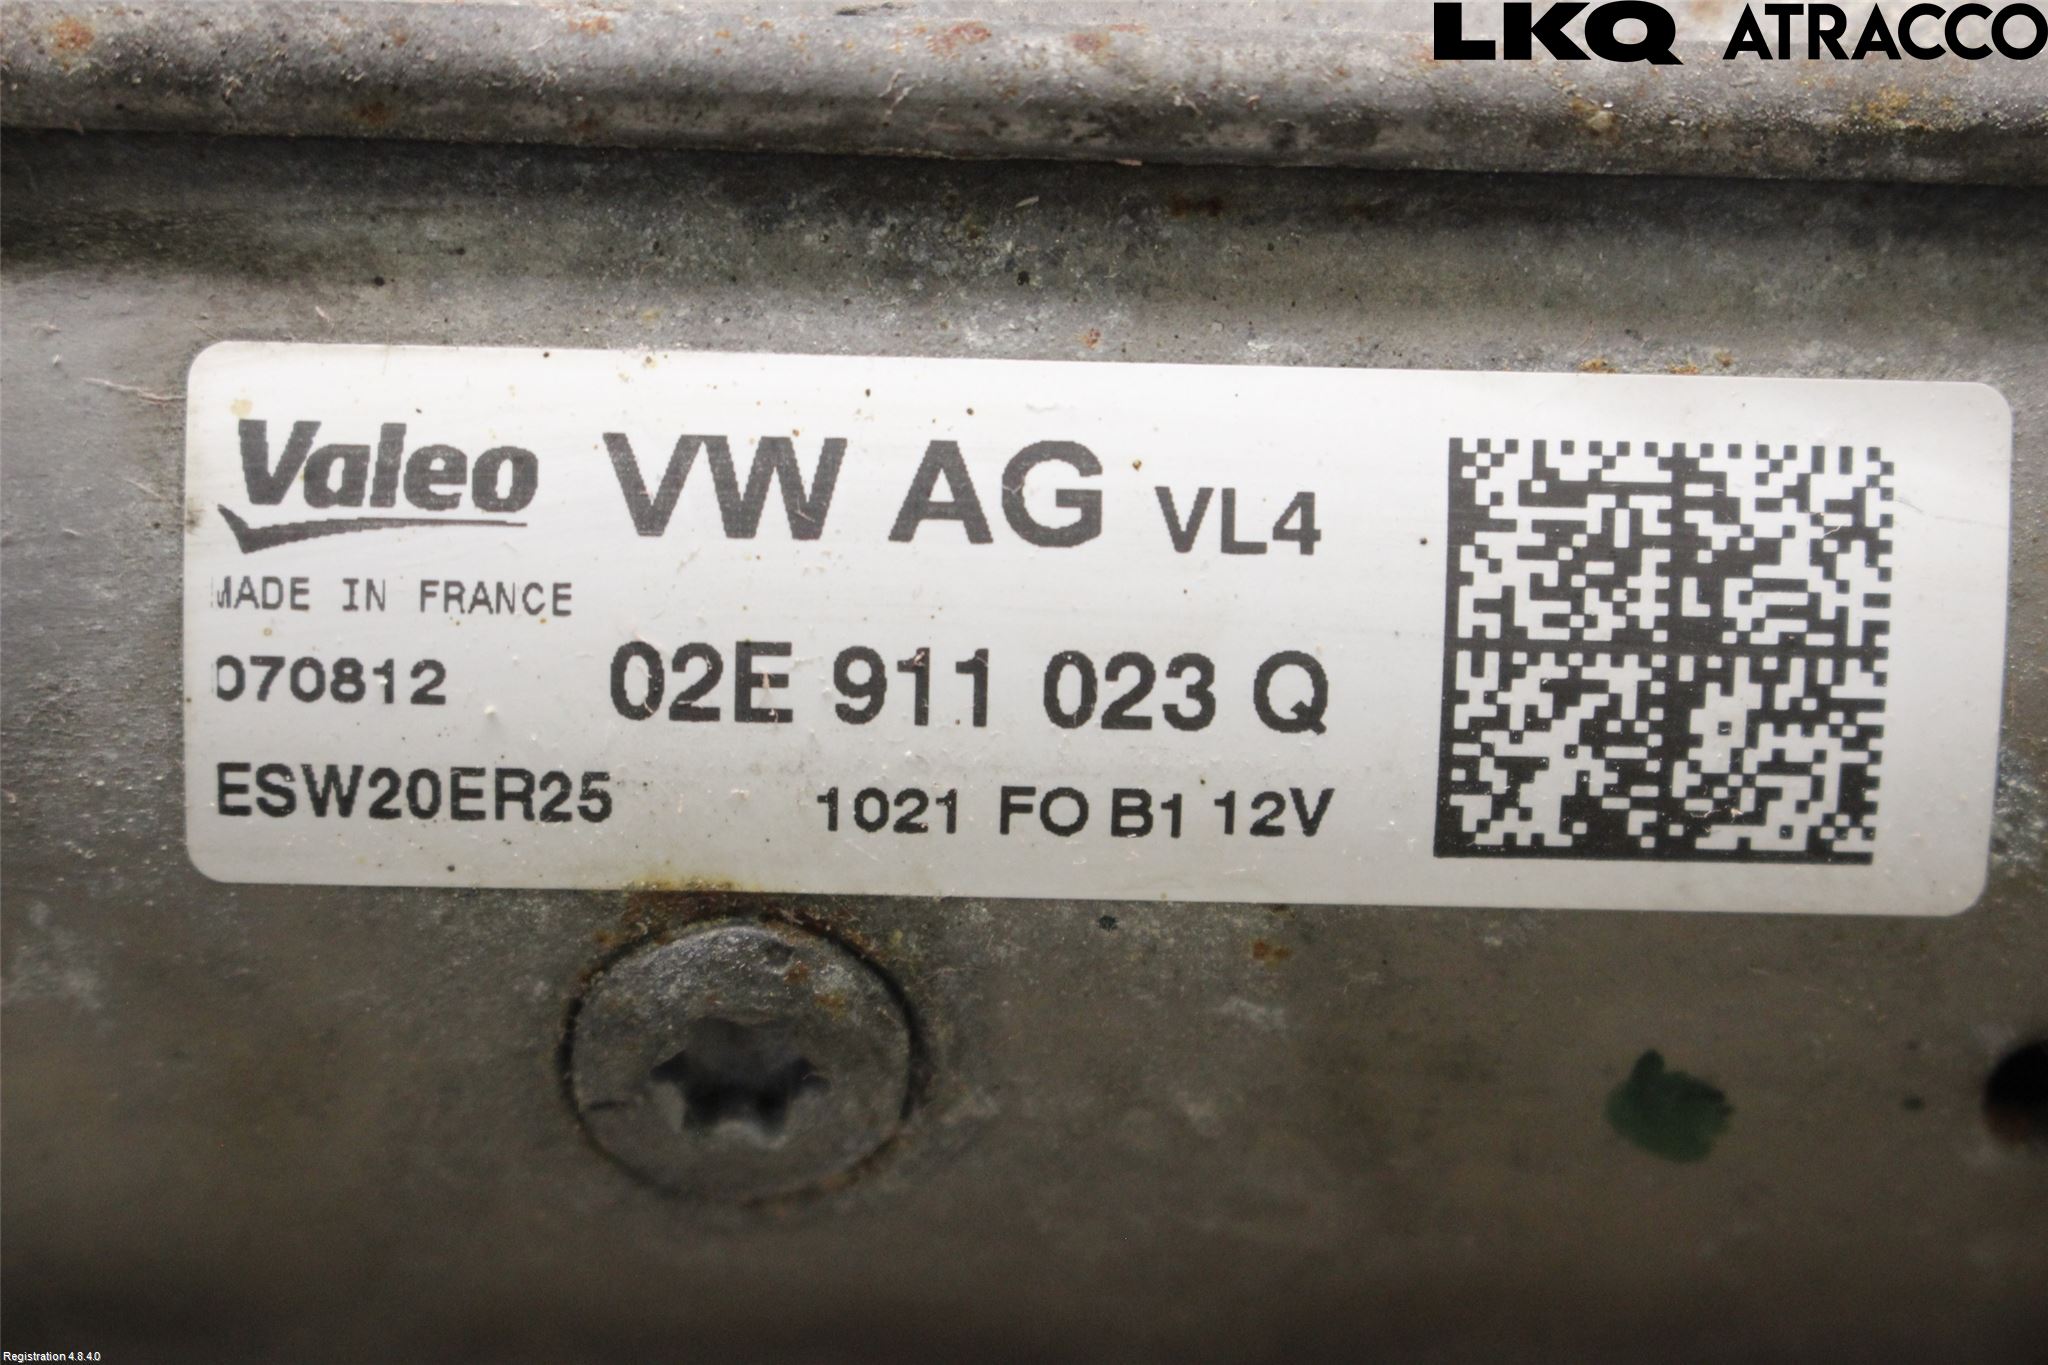 LKQ ATRACCO
Valeo VW AG VL4
MADE IN FRANCE
070812 02E 911 023 Q
ESW20ER25 1021 FO B1 12V
Registration 4.8.4.0